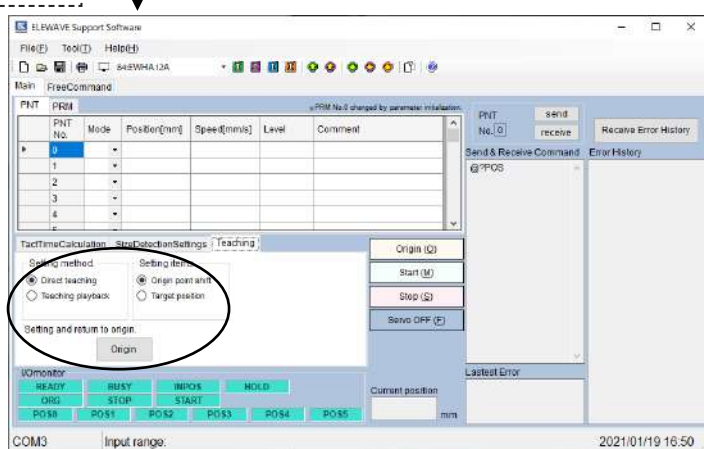 ELEWAVE Support Software
File(F) Tool(T) Help(H)
84EWHA12A
Main FreeCommand
PNT PRM
※PRM No.0 changed by parameter initialization.
PNT No. Mode Position[mm] Speed[mm/s] Level Comment
0
1
2
3
4
5
PNT
No. 0
send
receive
Receive Error History
Send & Receive Command
@?POS
Error History
TactTimeCalculation SizeDetectionSettings Teaching
Setting method
Direct teaching
Teaching playback
Setting items
Origin point shift
Target position
Setting and return to origin.
Origin
Origin (O)
Start (M)
Stop (S)
Servo OFF (F)
I/Omonitor
READY BUSY INPOS HOLD
ORG STOP START
POS0 POS1 POS2 POS3 POS4 POS5
Current position
mm
Lastest Error
COM3 Input range: 2021/01/19 16:50